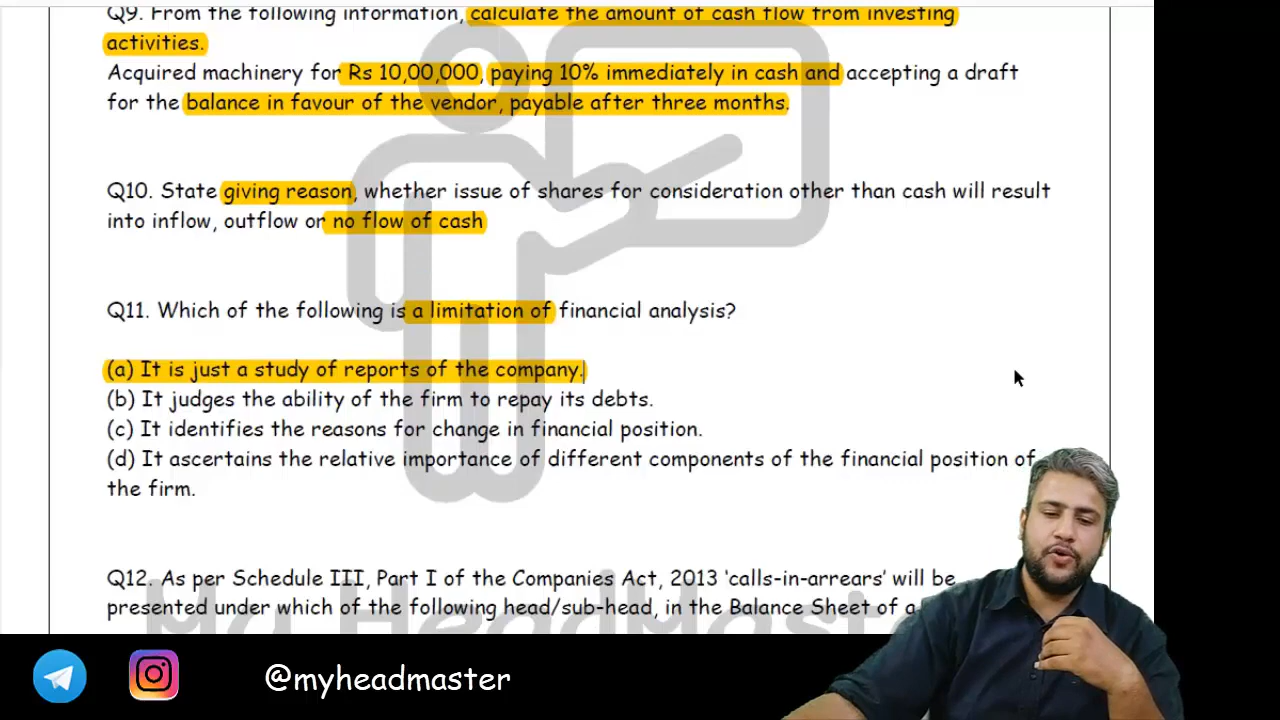 Q9. From the following information, calculate the amount of cash flow from investing
activities.
Acquired machinery for Rs 10,00,000, paying 10% immediately in cash and accepting a draft
for the balance in favour of the vendor, payable after three months.
Q10. State giving reason, whether issue of shares for consideration other than cash will result
into inflow, outflow or no flow of cash
Q11. Which of the following is a limitation of financial analysis?
(a) It is just a study of reports of the company.
(b) It judges the ability of the firm to repay its debts.
(c) It identifies the reasons for change in financial position.
(d) It ascertains the relative importance of different components of the financial position of
the firm.
Q12. As per Schedule III, Part I of the Companies Act, 2013 ‘calls-in-arrears’ will be
presented under which of the following head/sub-head, in the Balance Sheet of a
My HeadMaste
@myheadmaster